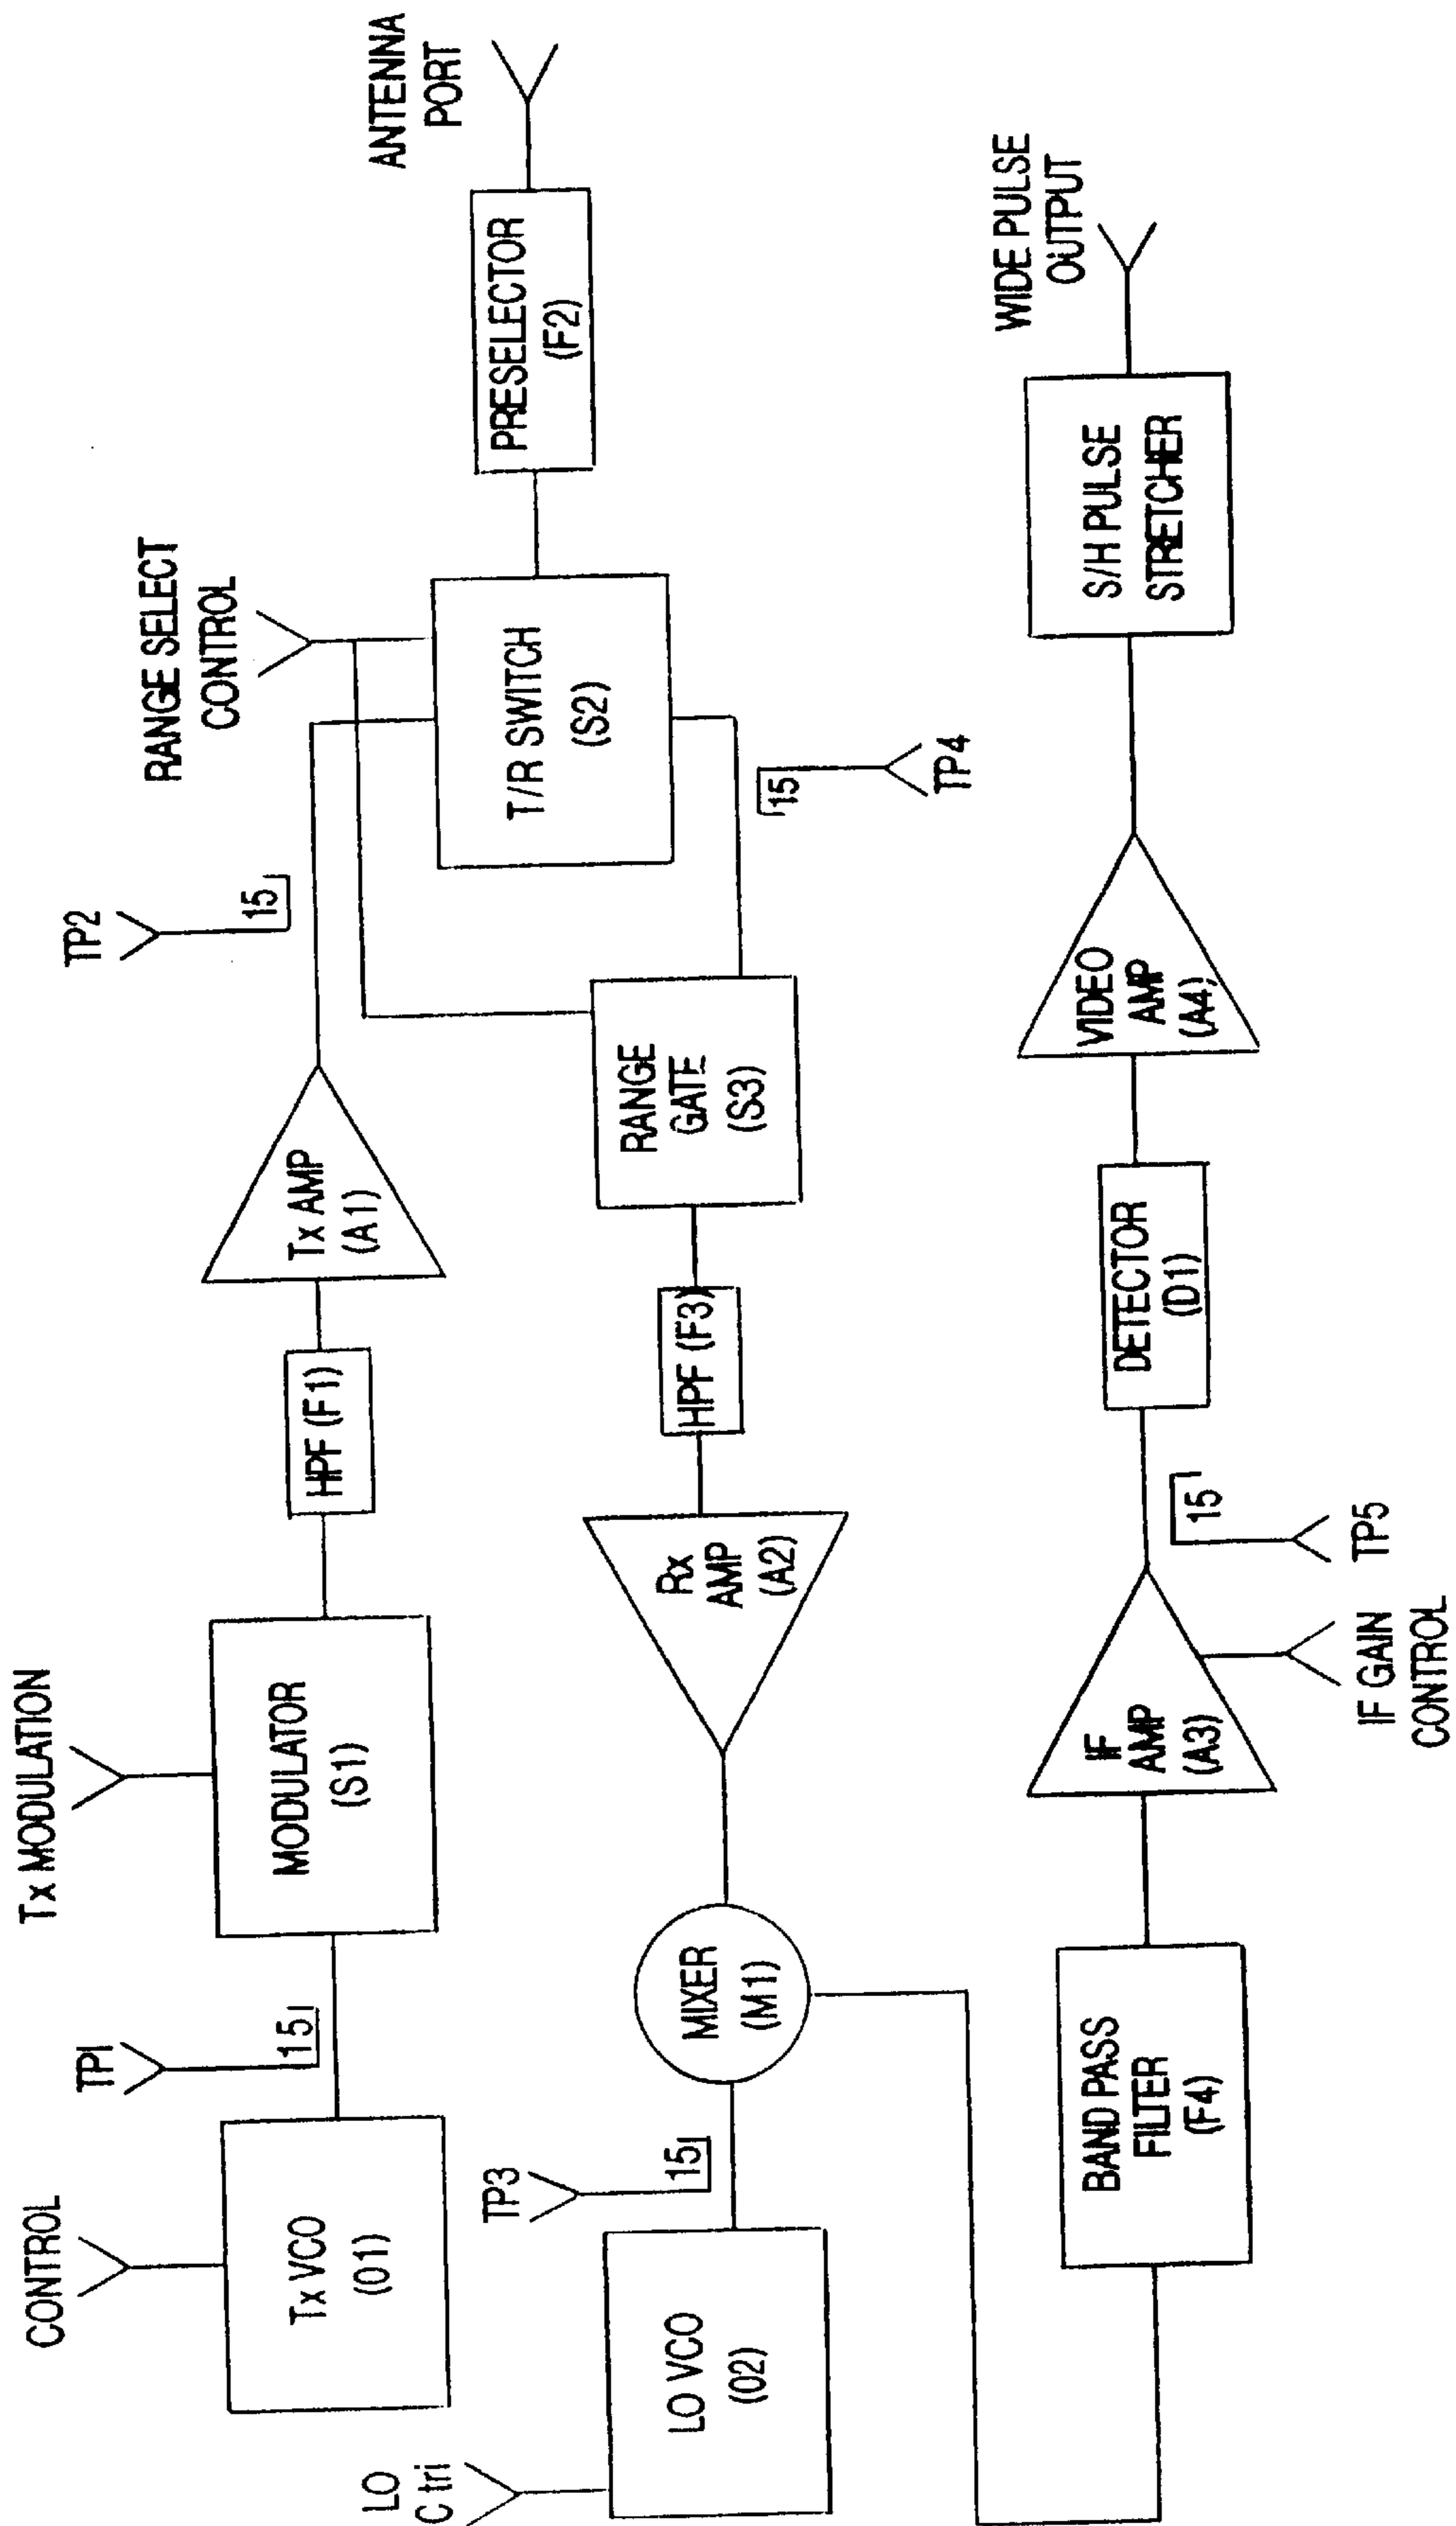 CONTROL
TP1
Tx MODULATION
Tx VCO
(01)
15
MODULATOR
(S1)
HPF (F1)
Tx AMP
(A1)
TP2
15
RANGE SELECT
CONTROL
T/R SWITCH
(S2)
PRESELECTOR
(F2)
ANTENNA
PORT
LO
C tri
TP3
15
LO VCO
(02)
MIXER
(M1)
Rx
AMP
(A2)
HPF (F3)
RANGE
GATE
(S3)
15
TP4
BAND PASS
FILTER
(F4)
IF
AMP
(A3)
IF GAIN
CONTROL
15
TP5
DETECTOR
(D1)
VIDEO
AMP
(A4)
S/H PULSE
STRETCHER
WIDE PULSE
OUTPUT